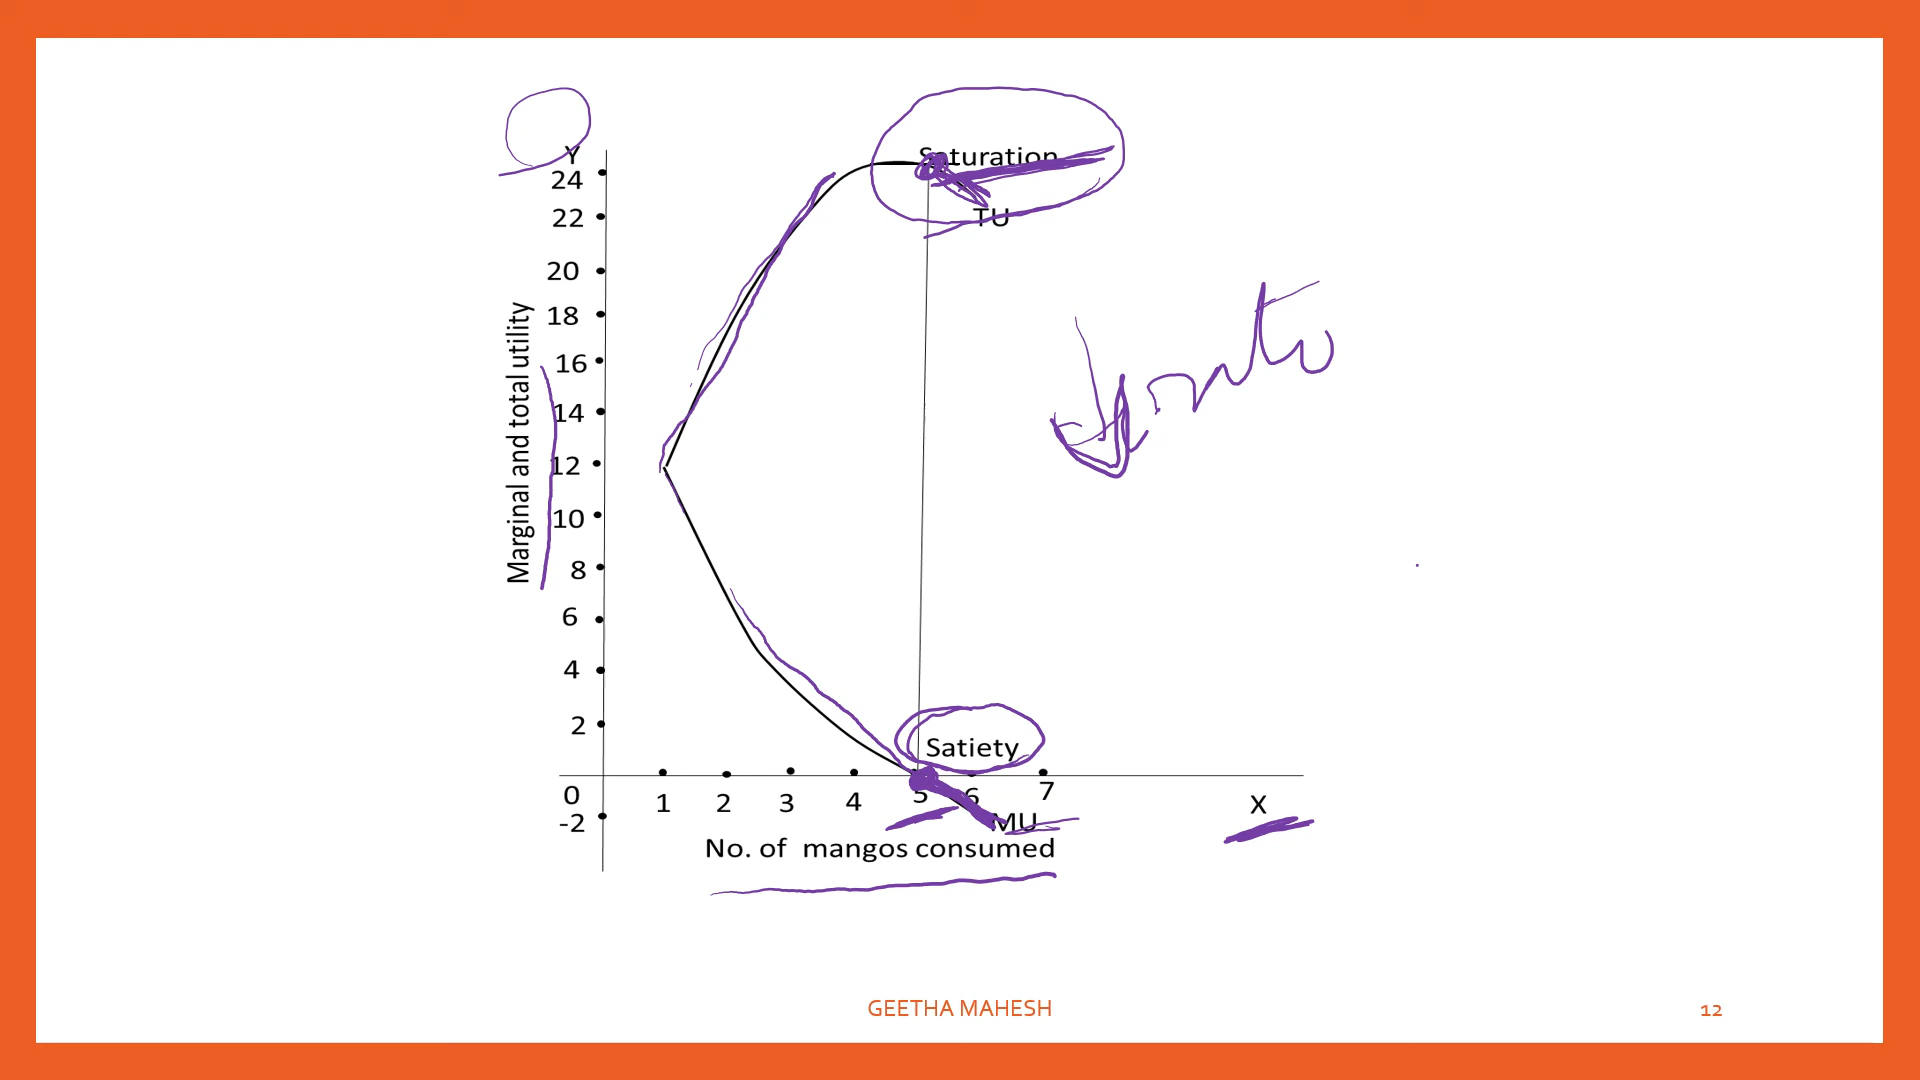 Y
Saturation
24
TU
22
20
18
16
14
12
10
8
6
4
2
Marginal and total utility
Satiety
0
1 2 3 4 5 6 7
X
-2
MU
No. of mangos consumed
GEETHA MAHESH
12